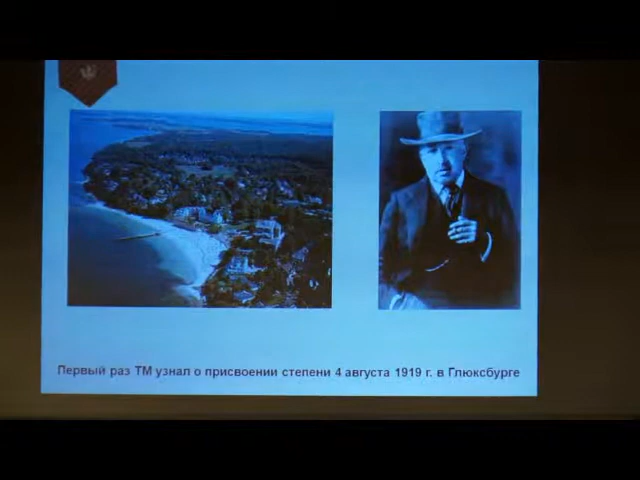 Первый раз ТМ узнал о присвоении степени 4 августа 1919 г. в Глюксбурге